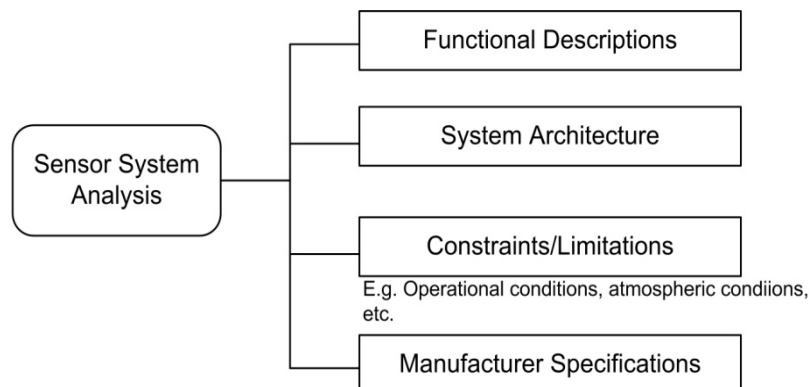 Functional Descriptions
Sensor System
Analysis
System Architecture
Constraints/Limitations
E.g. Operational conditions, atmospheric condiions,
etc.
Manufacturer Specifications